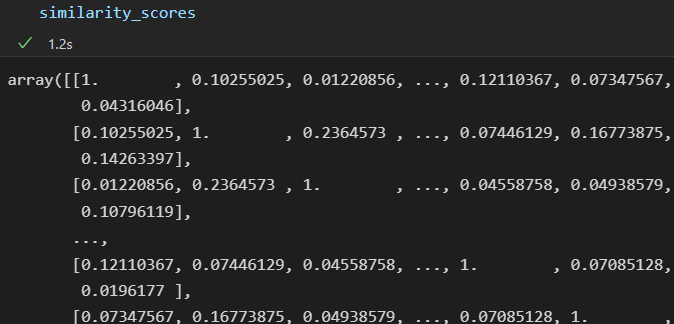 similarity_scores
1.2s
array([[1.        , 0.10255025, 0.01220856, ..., 0.12110367, 0.07347567,
        0.04316046],
       [0.10255025, 1.        , 0.2364573 , ..., 0.07446129, 0.16773875,
        0.14263397],
       [0.01220856, 0.2364573 , 1.        , ..., 0.04558758, 0.04938579,
        0.10796119],
       ...,
       [0.12110367, 0.07446129, 0.04558758, ..., 1.        , 0.07085128,
        0.0196177 ],
       [0.07347567, 0.16773875, 0.04938579, ..., 0.07085128, 1.        ,